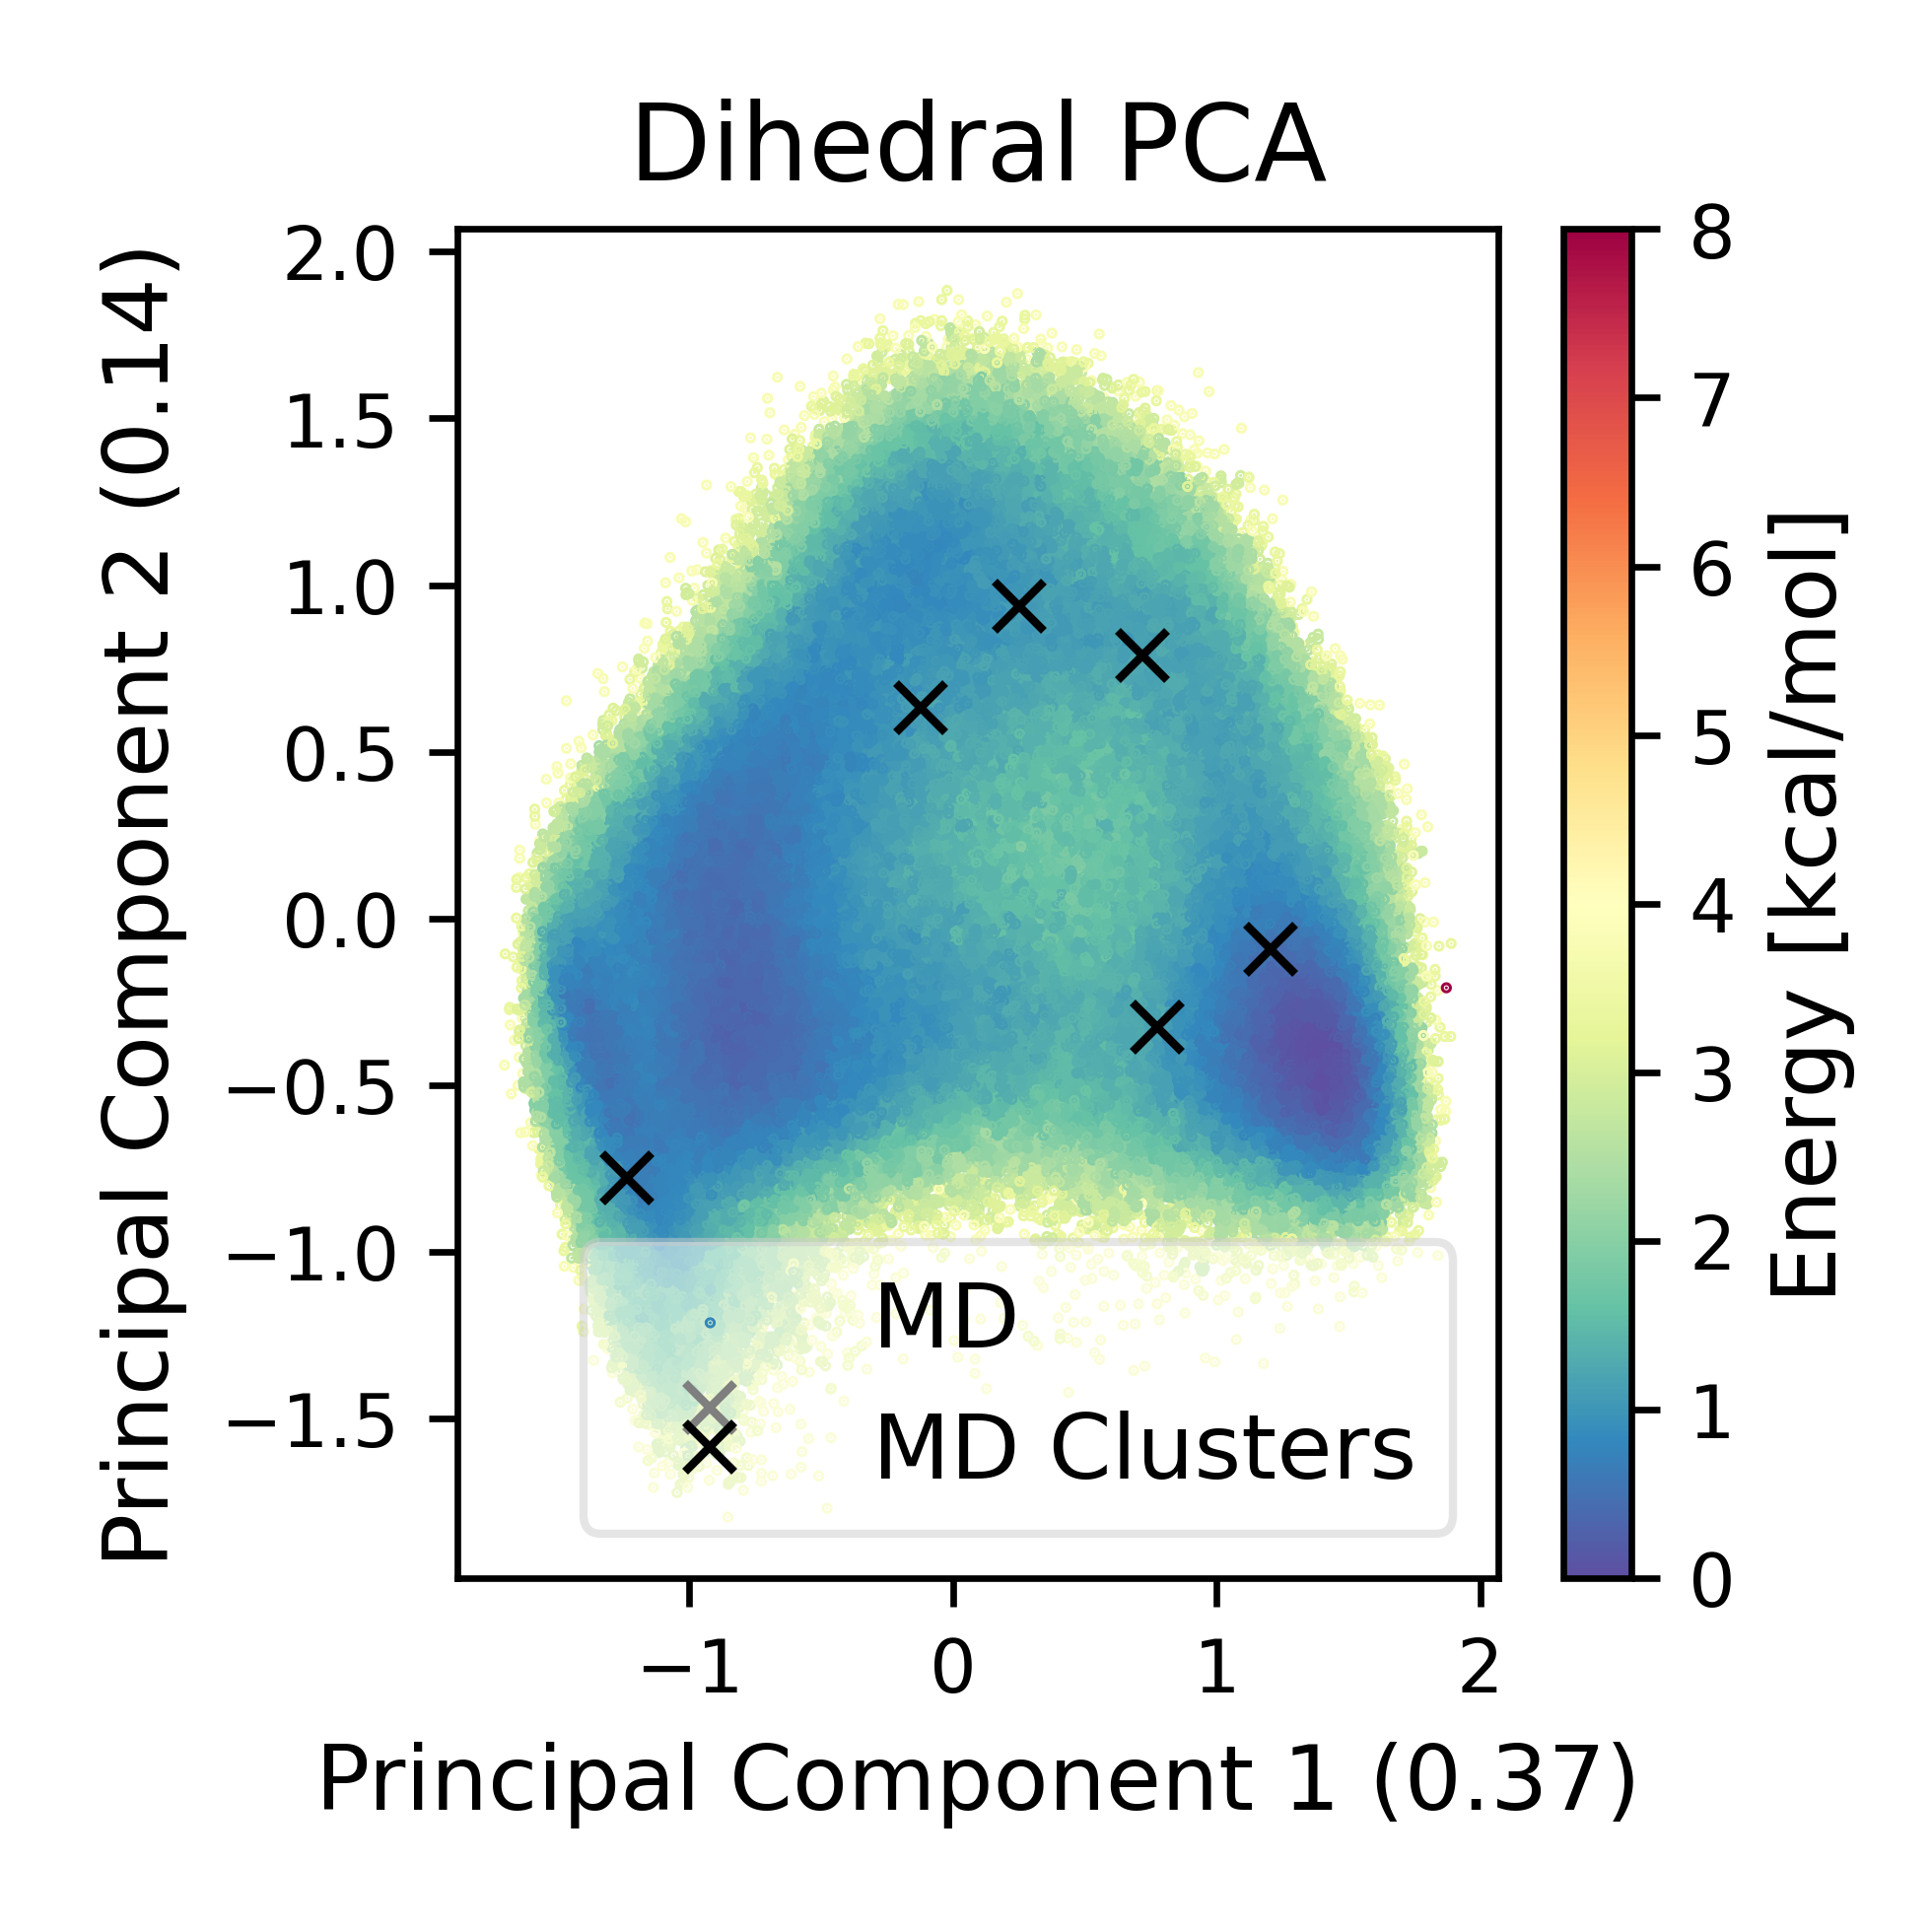 Dihedral PCA
Principal Component 2 (0.14)
2.0
1.5
1.0
0.5
0.0
−0.5
−1.0
−1.5
MD
MD Clusters
−1 0 1 2
Principal Component 1 (0.37)
8
7
6
5
4
3
2
1
0
Energy [kcal/mol]